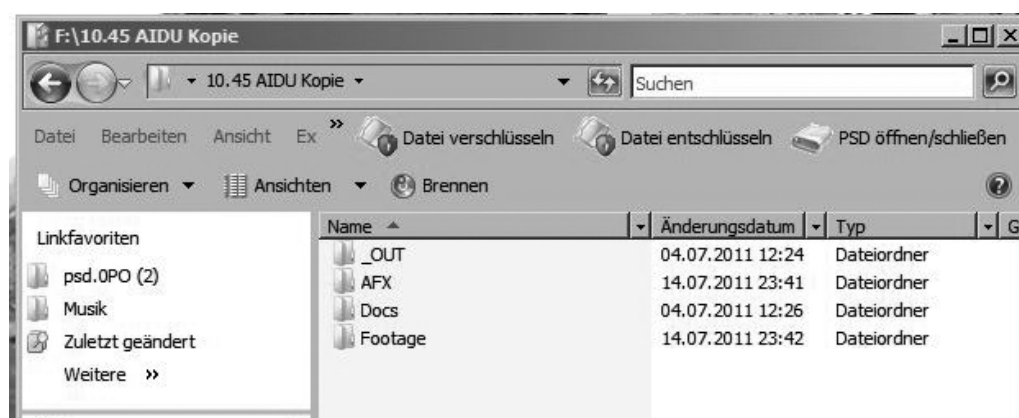 F:\10.45 AIDU Kopie
10.45 AIDU Kopie
Suchen
Datei Bearbeiten Ansicht Ex » Datei verschlüsseln Datei entschlüsseln PSD öffnen/schließen
Organisieren Ansichten Brennen
Linkfavoriten
psd.0PO (2)
Musik
Zuletzt geändert
Weitere »
Name Änderungsdatum Typ G
_OUT 04.07.2011 12:24 Dateiordner
AFX 14.07.2011 23:41 Dateiordner
Docs 04.07.2011 12:26 Dateiordner
Footage 14.07.2011 23:42 Dateiordner